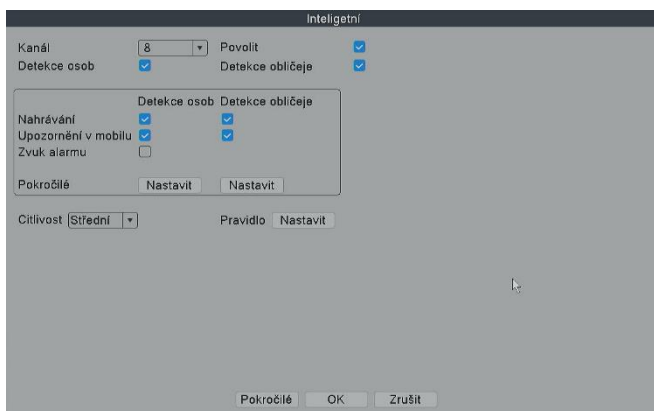 Inteligetní
Kanál 8 Povolit
Detekce osob Detekce obličeje
Detekce osob Detekce obličeje
Nahrávání
Upozornění v mobilu
Zvuk alarmu
Pokročilé Nastavit Nastavit
Citlivost Střední Pravidlo Nastavit
Pokročilé OK Zrušit